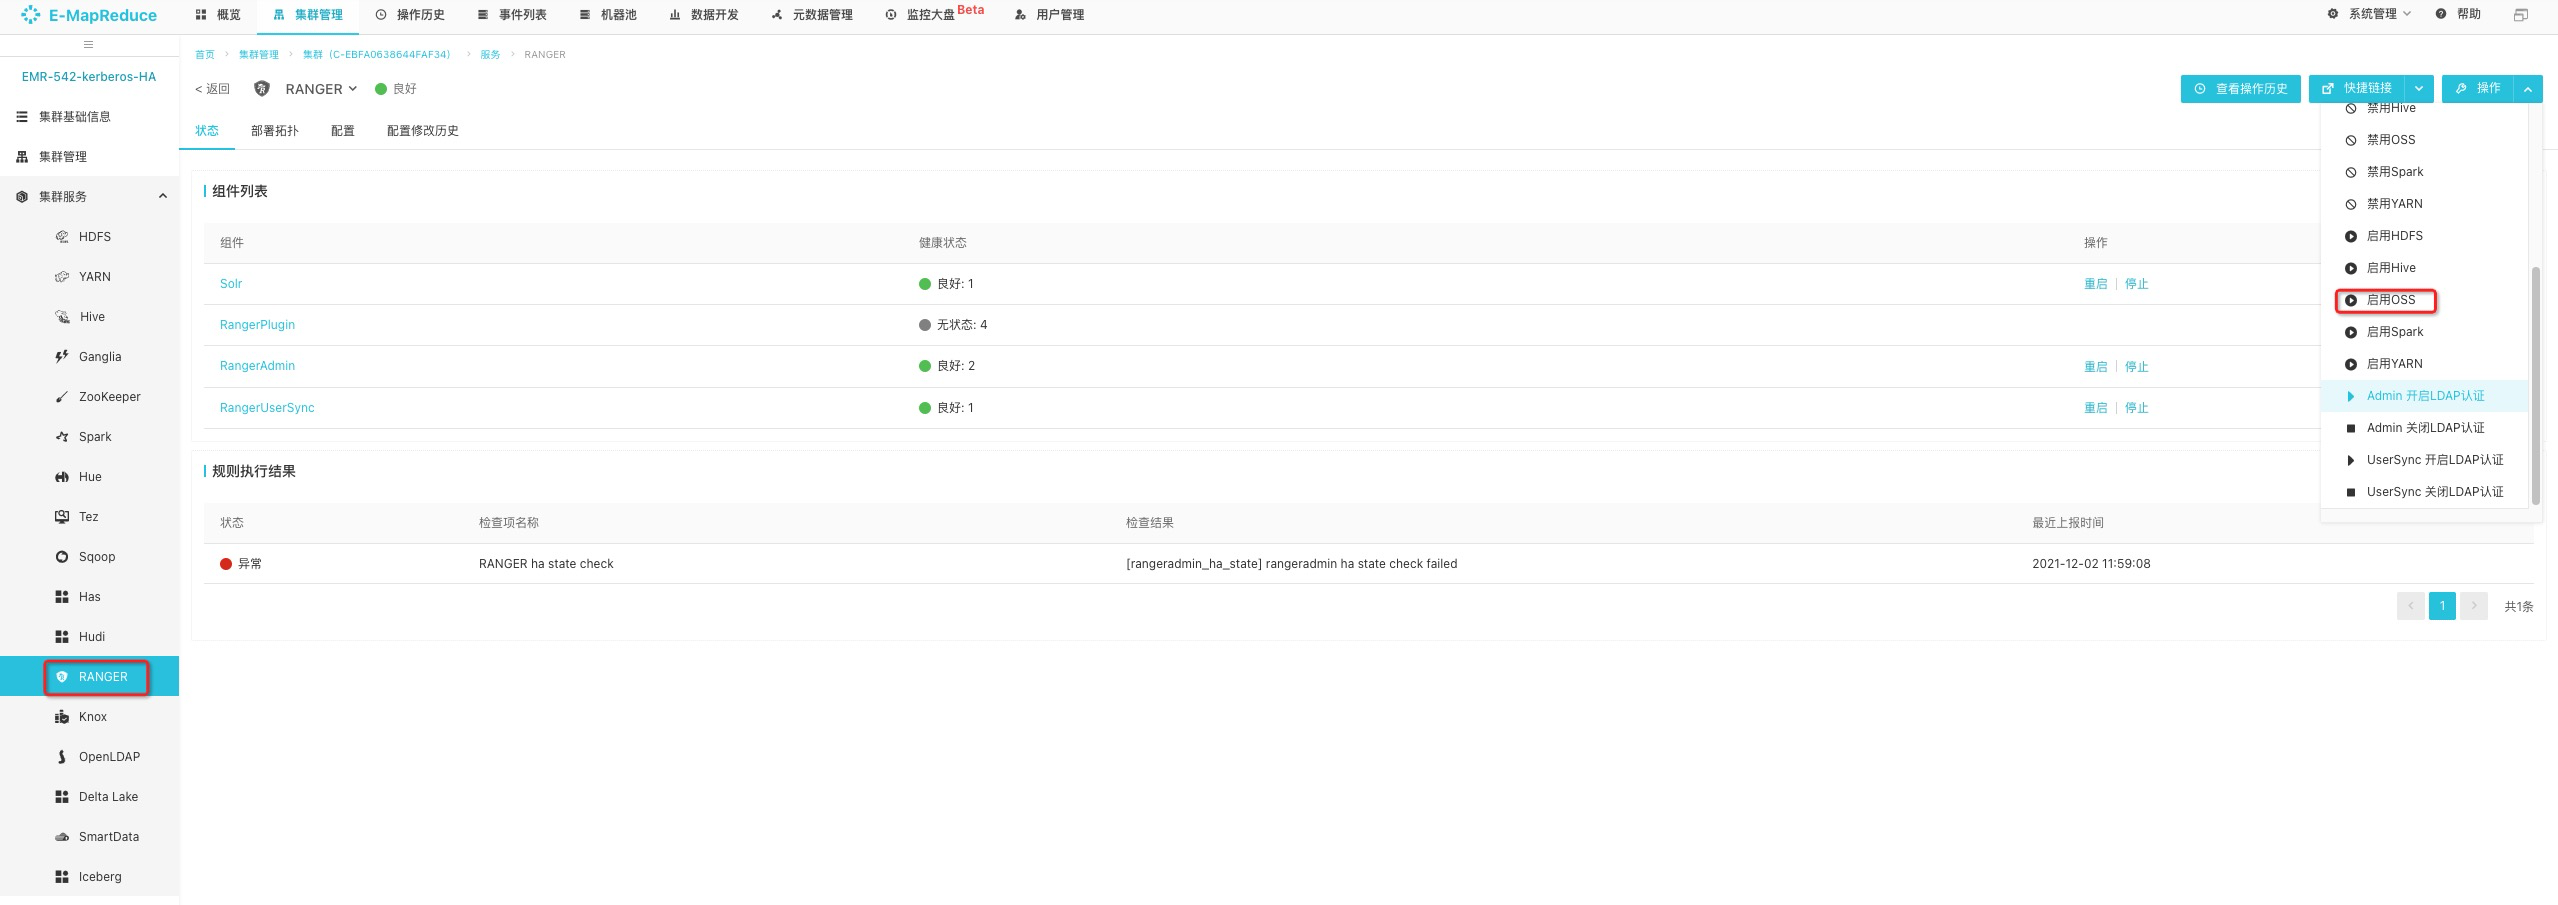 E-MapReduce 概览 集群管理 操作历史 事件列表 机器池 数据开发 元数据管理 监控大盘 Beta 用户管理 系统管理 帮助
EMR-542-kerberos-HA
集群基础信息
集群管理
集群服务
HDFS
YARN
Hive
Ganglia
ZooKeeper
Spark
Hue
Tez
Sqoop
Has
Hudi
RANGER
Knox
OpenLDAP
Delta Lake
SmartData
Iceberg
首页 > 集群管理 > 集群（C-EBFA0638644FAF34） > 服务 > RANGER
< 返回 RANGER 良好 查看操作历史 快捷链接 操作
状态 部署拓扑 配置 配置修改历史
组件列表
组件 健康状态 操作
Solr 良好: 1 重启 | 停止
RangerPlugin 无状态: 4
RangerAdmin 良好: 2 重启 | 停止
RangerUserSync 良好: 1 重启 | 停止
规则执行结果
状态 检查项名称 检查结果 最近上报时间
异常 RANGER ha state check [rangeradmin_ha_state] rangeradmin ha state check failed 2021-12-02 11:59:08
< 1 > 共1条
禁用Hive
禁用OSS
禁用Spark
禁用YARN
启用HDFS
启用Hive
启用OSS
启用Spark
启用YARN
Admin 开启LDAP认证
Admin 关闭LDAP认证
UserSync 开启LDAP认证
UserSync 关闭LDAP认证